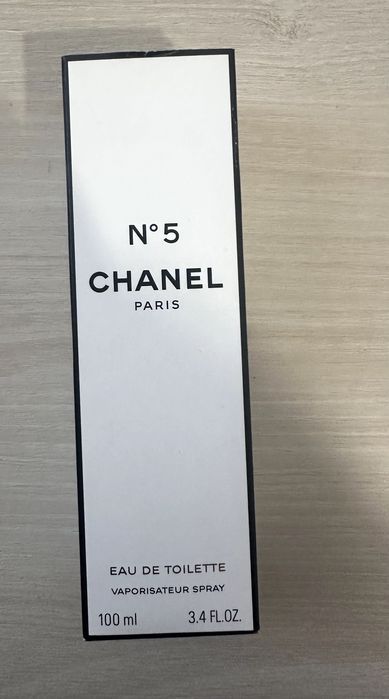 N°5
CHANEL
PARIS
EAU DE TOILETTE
VAPORISATEUR SPRAY
100 ml 3.4 FL.OZ.